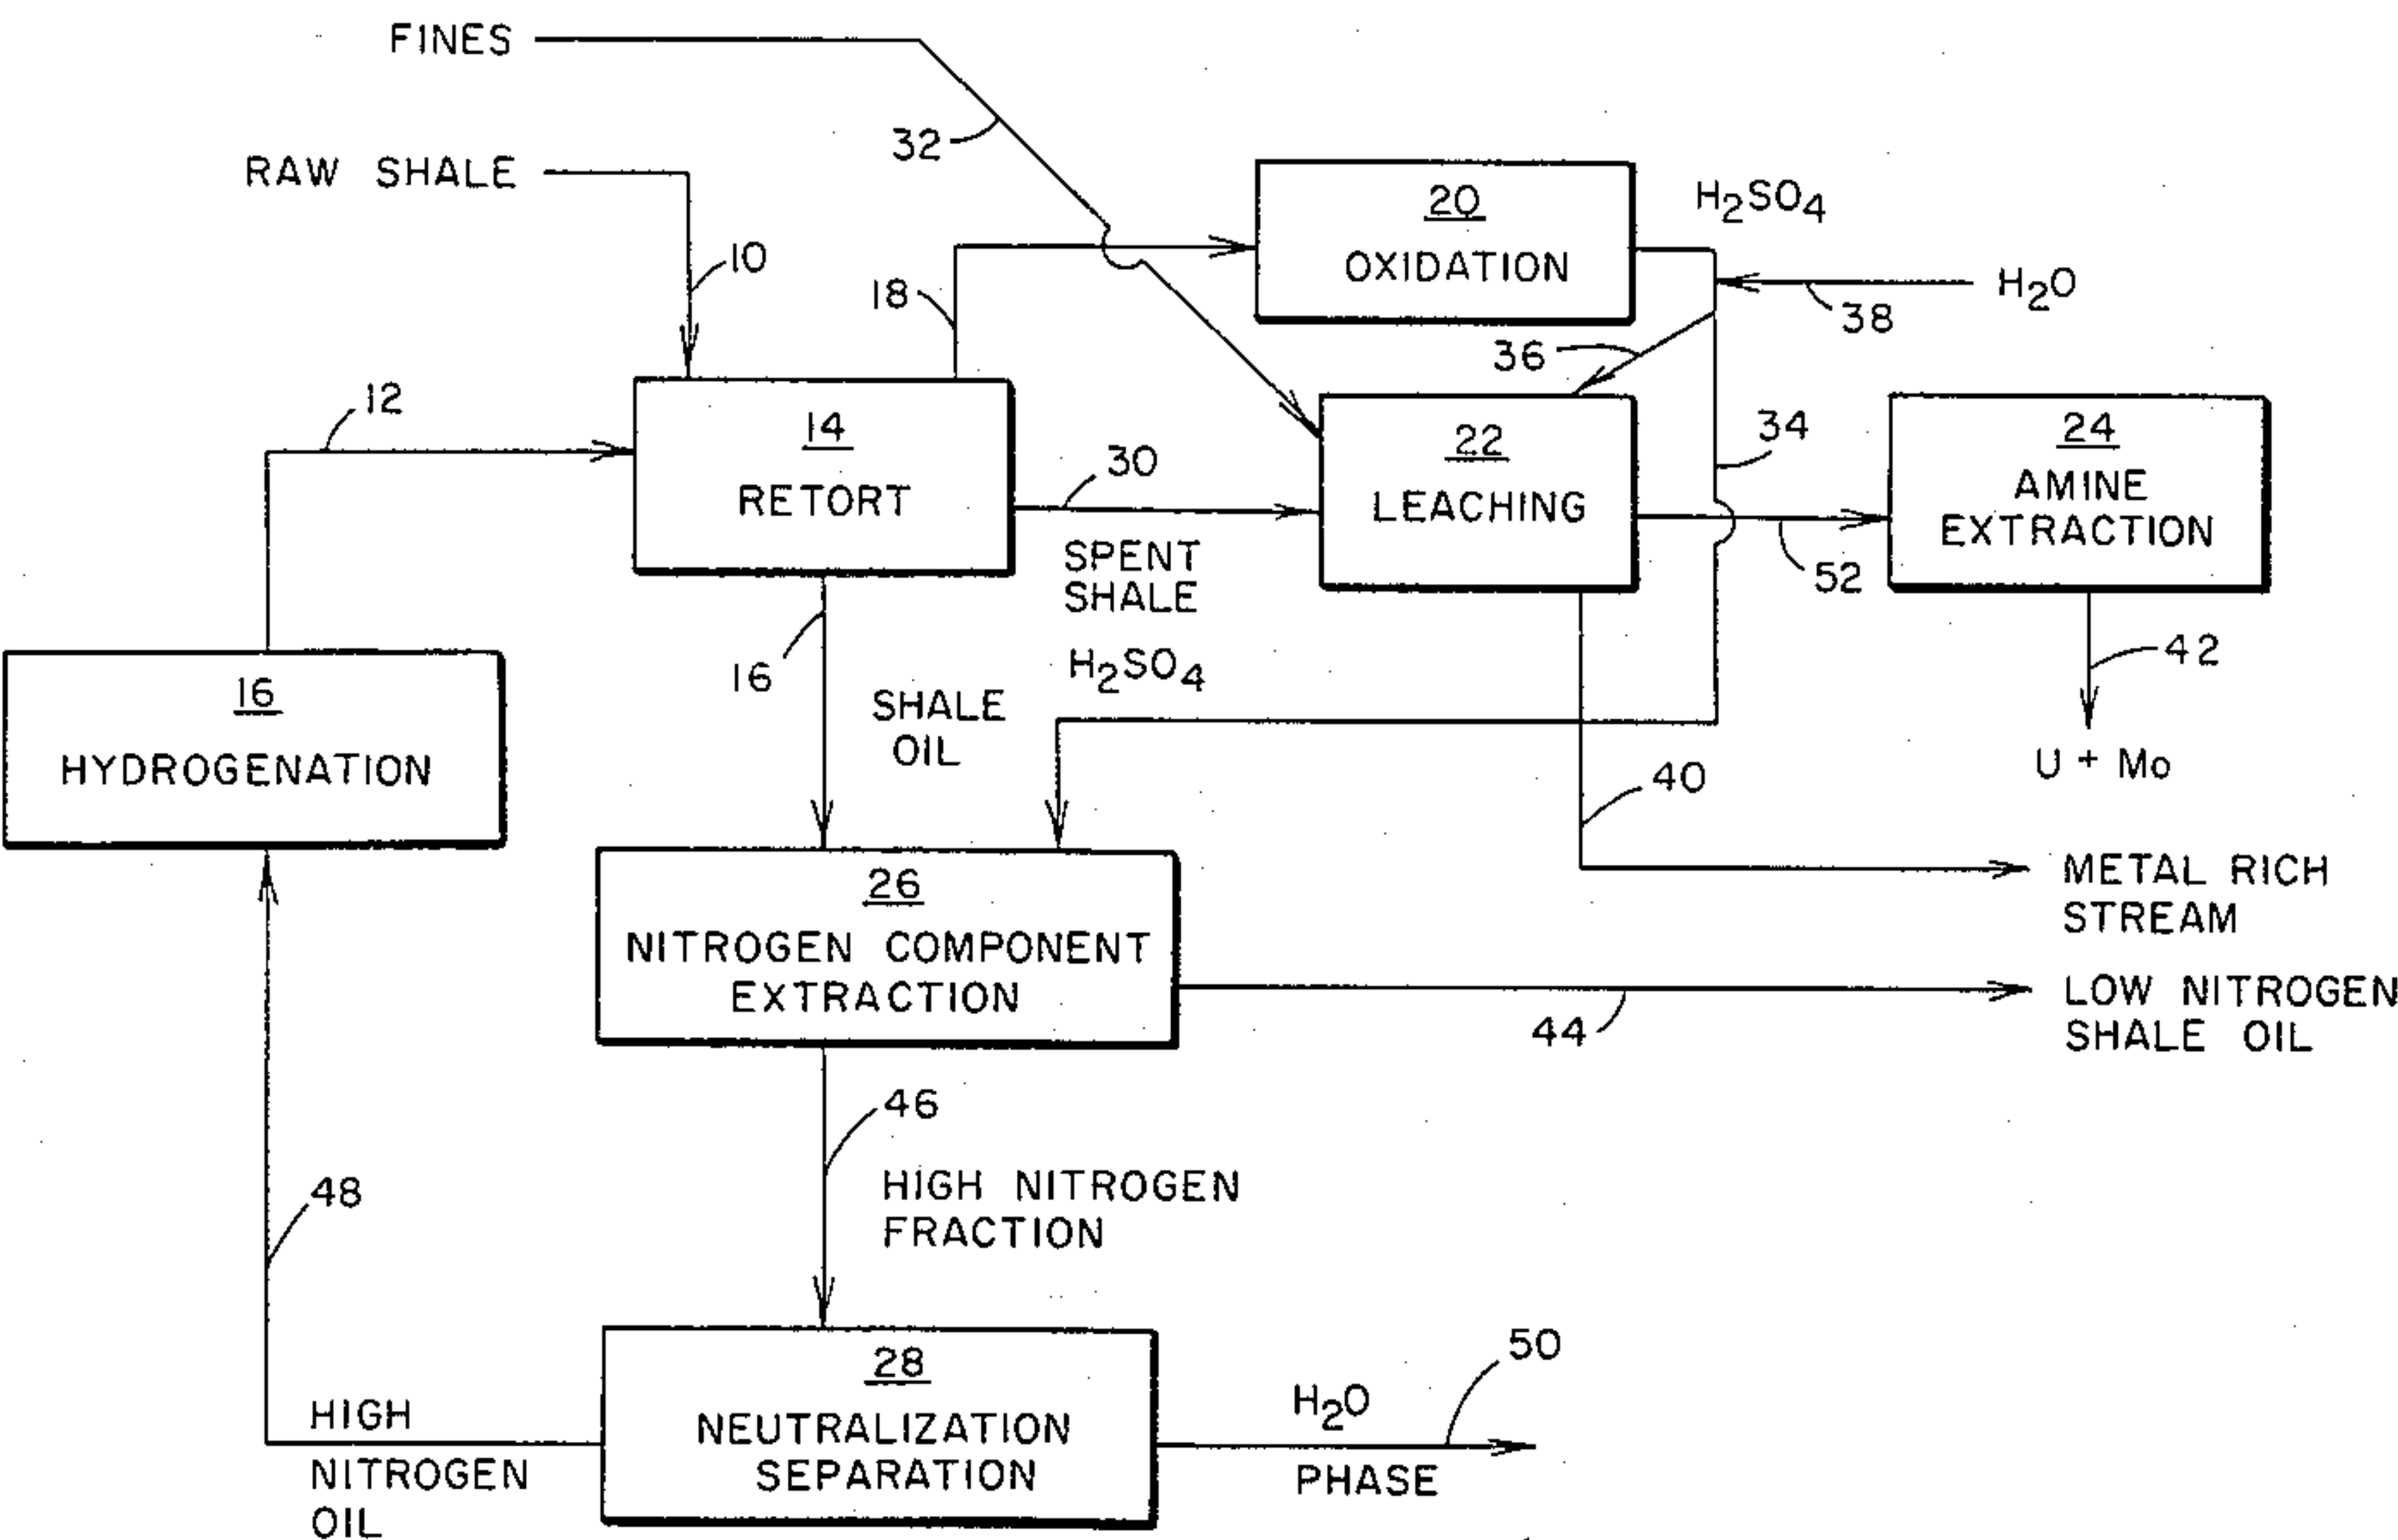 FINES
32
RAW SHALE
10
18
20
OXIDATION
H2SO4
H2O
38
36
12
14
RETORT
30
SPENT
SHALE
22
LEACHING
34
24
AMINE
EXTRACTION
52
42
U + Mo
16
HYDROGENATION
16
SHALE
OIL
H2SO4
40
METAL RICH
STREAM
26
NITROGEN COMPONENT
EXTRACTION
44
LOW NITROGEN
SHALE OIL
46
HIGH NITROGEN
FRACTION
48
28
NEUTRALIZATION
SEPARATION
HIGH
NITROGEN
OIL
H2O
PHASE
50